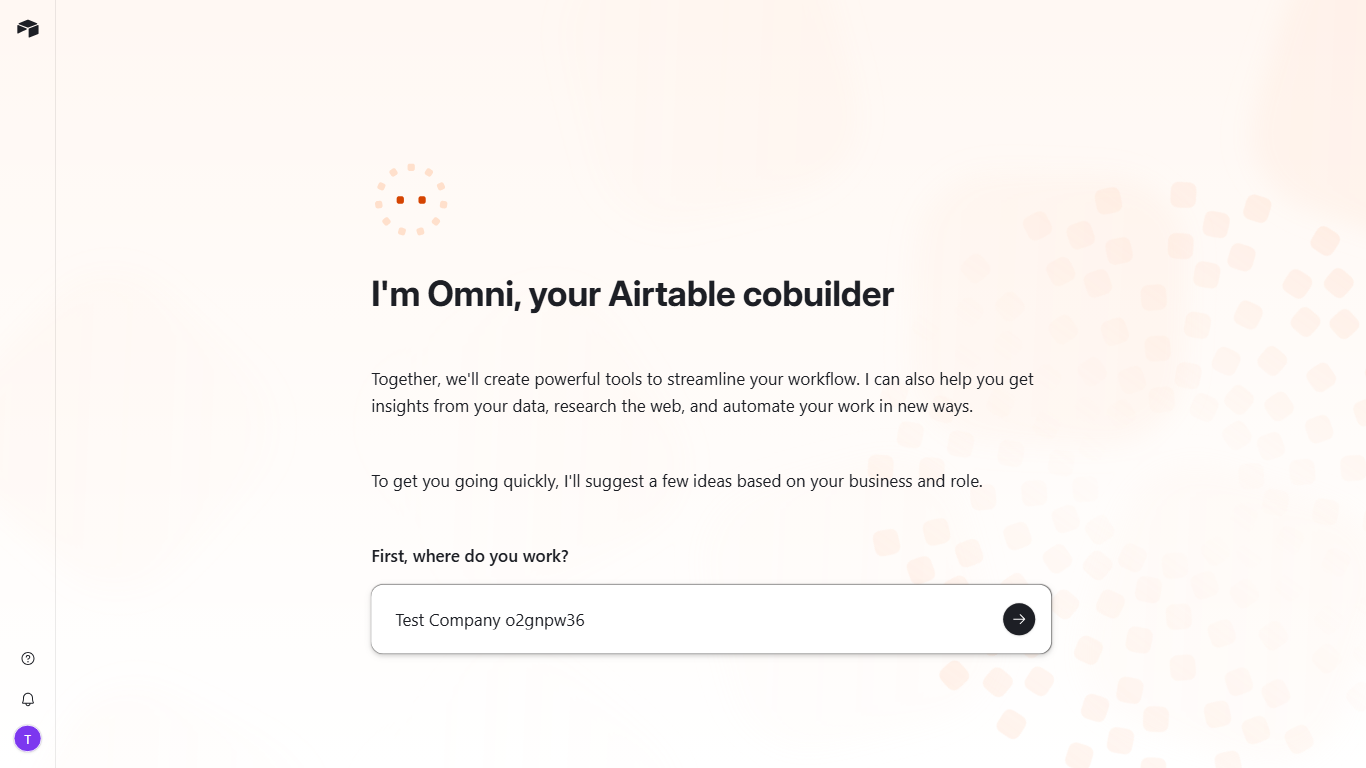 I'm Omni, your Airtable cobuilder
Together, we'll create powerful tools to streamline your workflow. I can also help you get
insights from your data, research the web, and automate your work in new ways.
To get you going quickly, I'll suggest a few ideas based on your business and role.
First, where do you work?
Test Company o2gnpw36
T